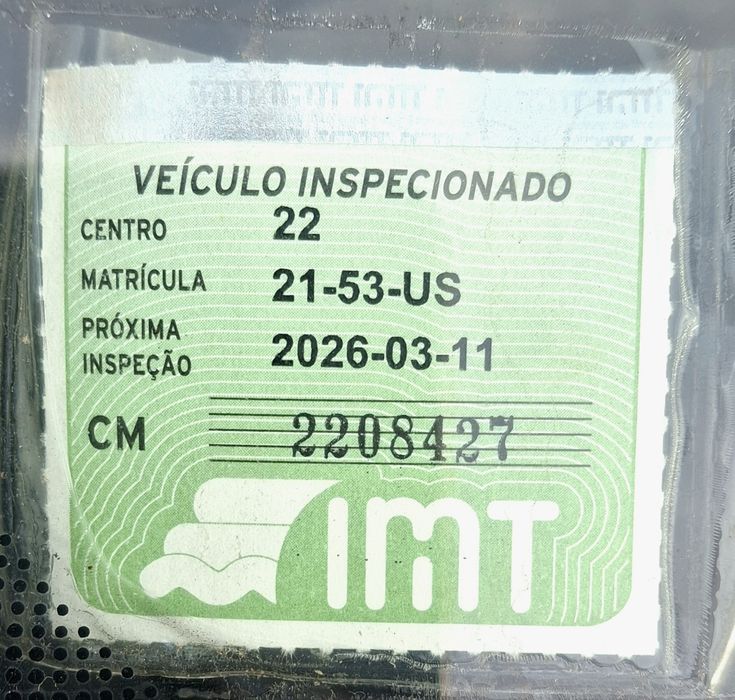 VEÍCULO INSPECIONADO
CENTRO 22
MATRÍCULA 21-53-US
PRÓXIMA
INSPEÇÃO 2026-03-11
CM 2208427
IMT